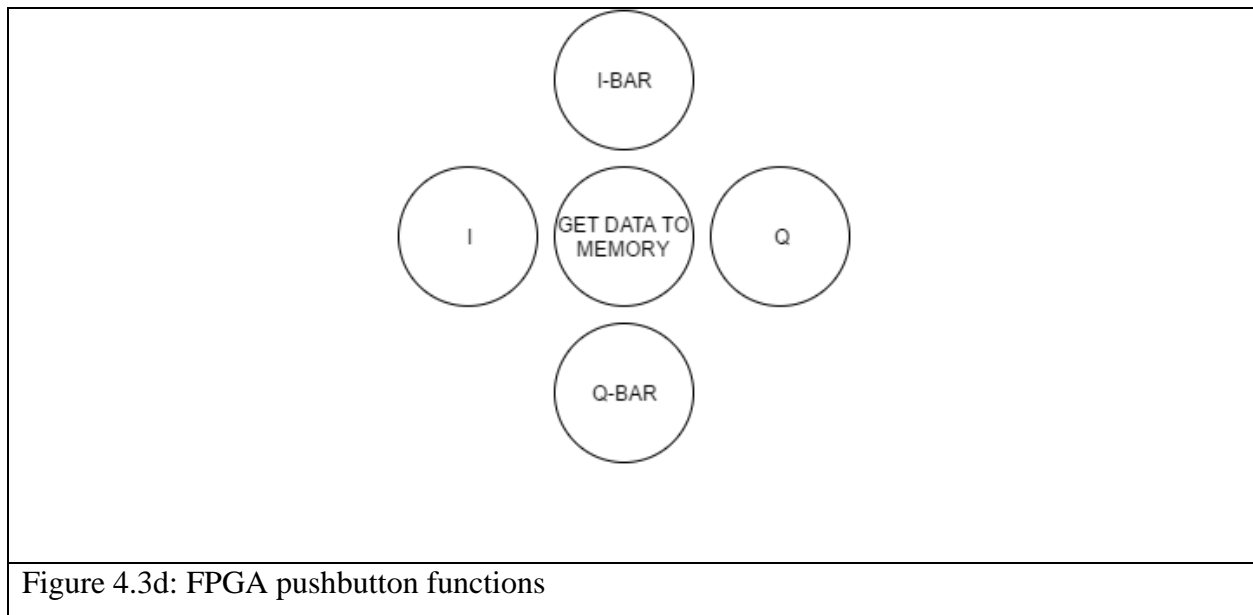 I-BAR
I
GET DATA TO
MEMORY
Q
Q-BAR
Figure 4.3d: FPGA pushbutton functions